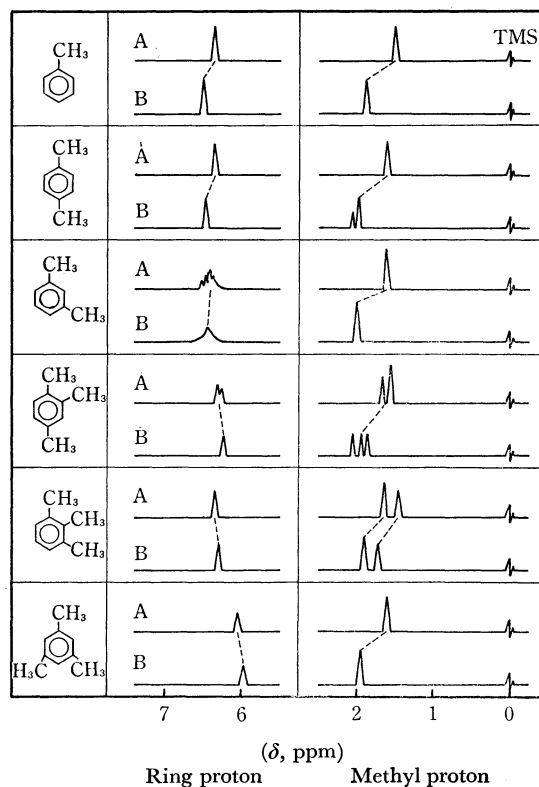 TMS
CH₃
A
B
CH₃
CH₃
A
B
CH₃
CH₃
A
B
CH₃
CH₃
CH₃
A
B
CH₃
CH₃
CH₃
A
B
CH₃
H₃C
CH₃
A
B
7 6 2 1 0
(δ, ppm)
Ring proton Methyl proton